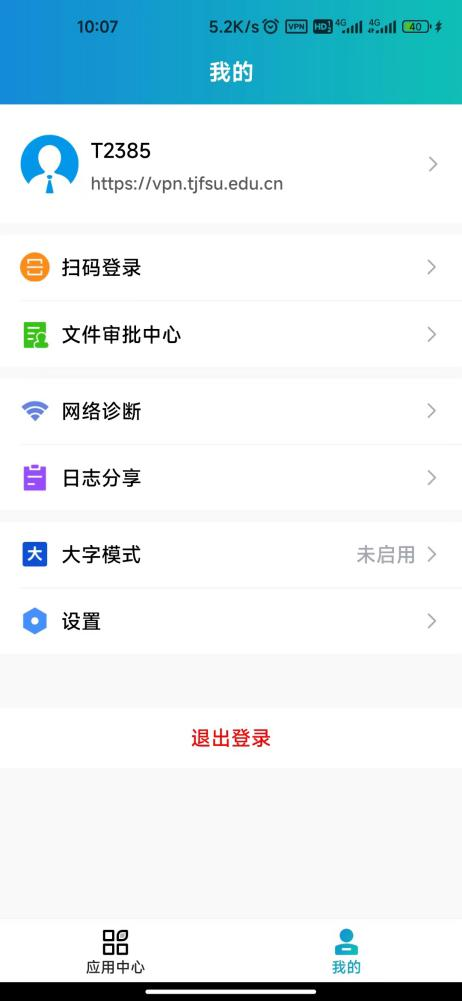 10:07 5.2K/s VPN HD 4G 4G 40
我的
T2385
https://vpn.tjfsu.edu.cn
扫码登录
文件审批中心
网络诊断
日志分享
大 大字模式 未启用
设置
退出登录
应用中心 我的